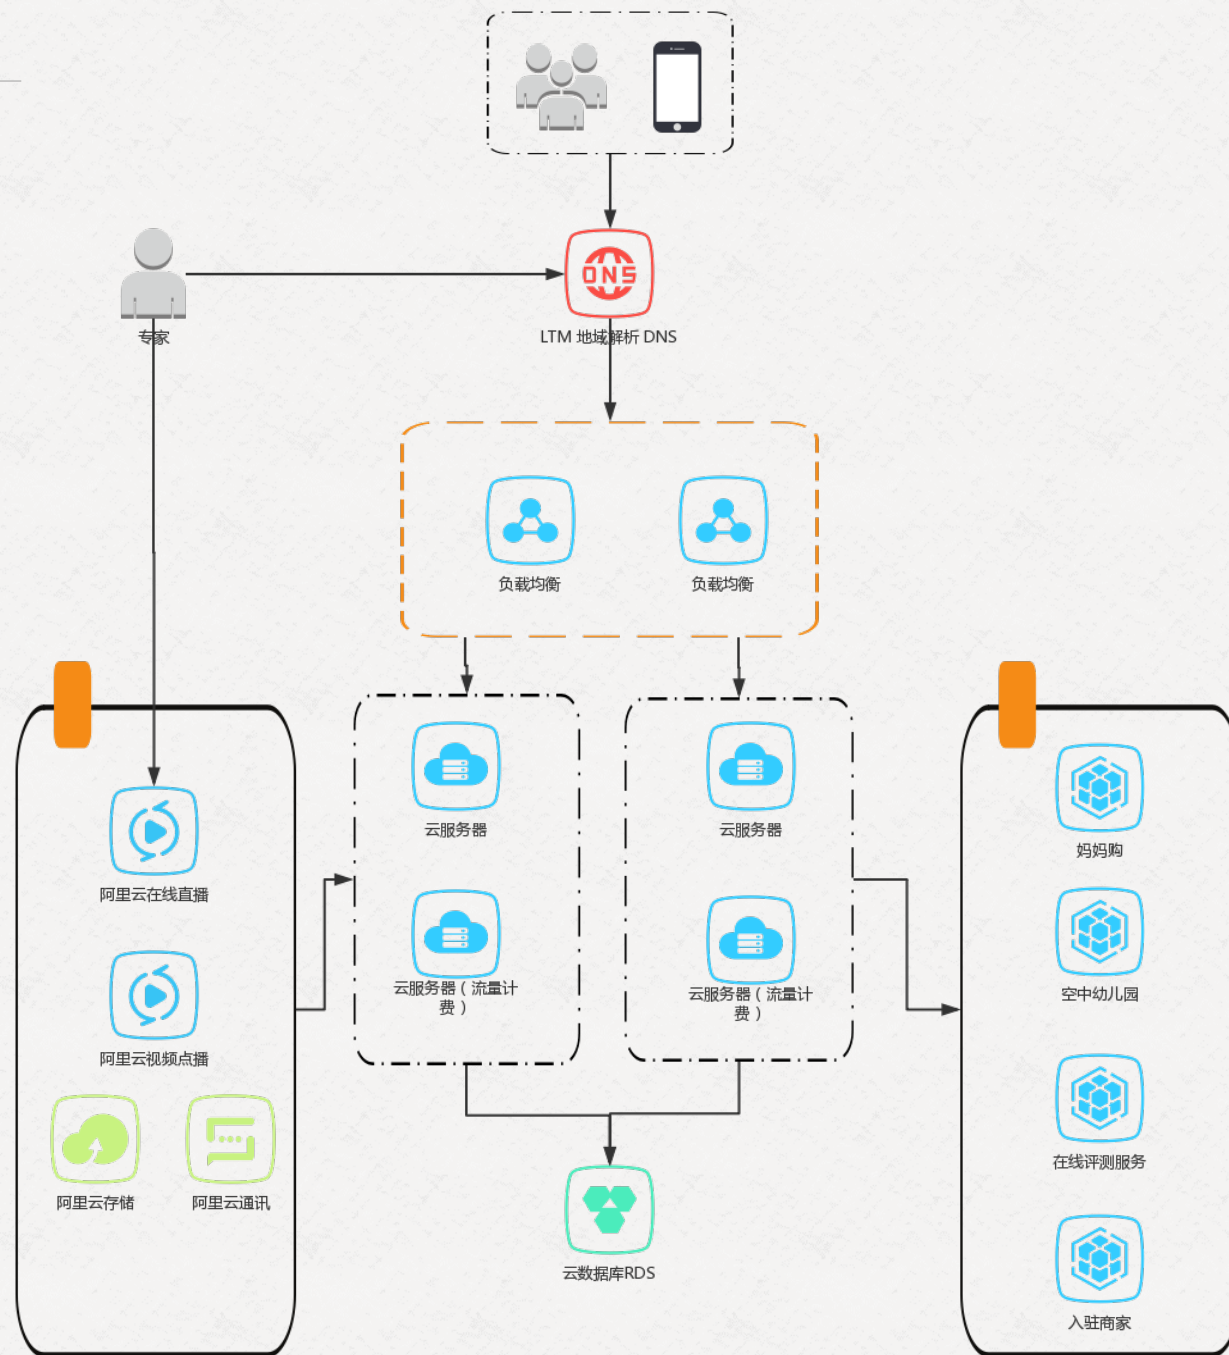 DNS
专家
LTM 地域解析 DNS
负载均衡
负载均衡
云服务器
云服务器
妈妈购
阿里云在线直播
云服务器（流量计
费）
云服务器（流量计
费）
空中幼儿园
阿里云视频点播
在线评测服务
阿里云存储
阿里云通讯
云数据库RDS
入驻商家